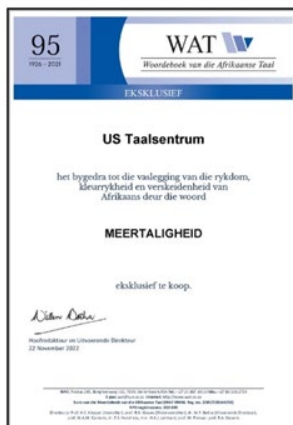 95
1926 - 2021
WAT
Woordeboek van die Afrikaanse Taal
EKSKLUSIEF
US Taalsentrum
het bygedra tot die vaslegging van die rykdom,
kleurrykheid en verskeidenheid van
Afrikaans deur die woord
MEERTALIGHEID
eksklusief te koop.
Hoofredakteur en Uitvoerende Direkteur
22 November 2022